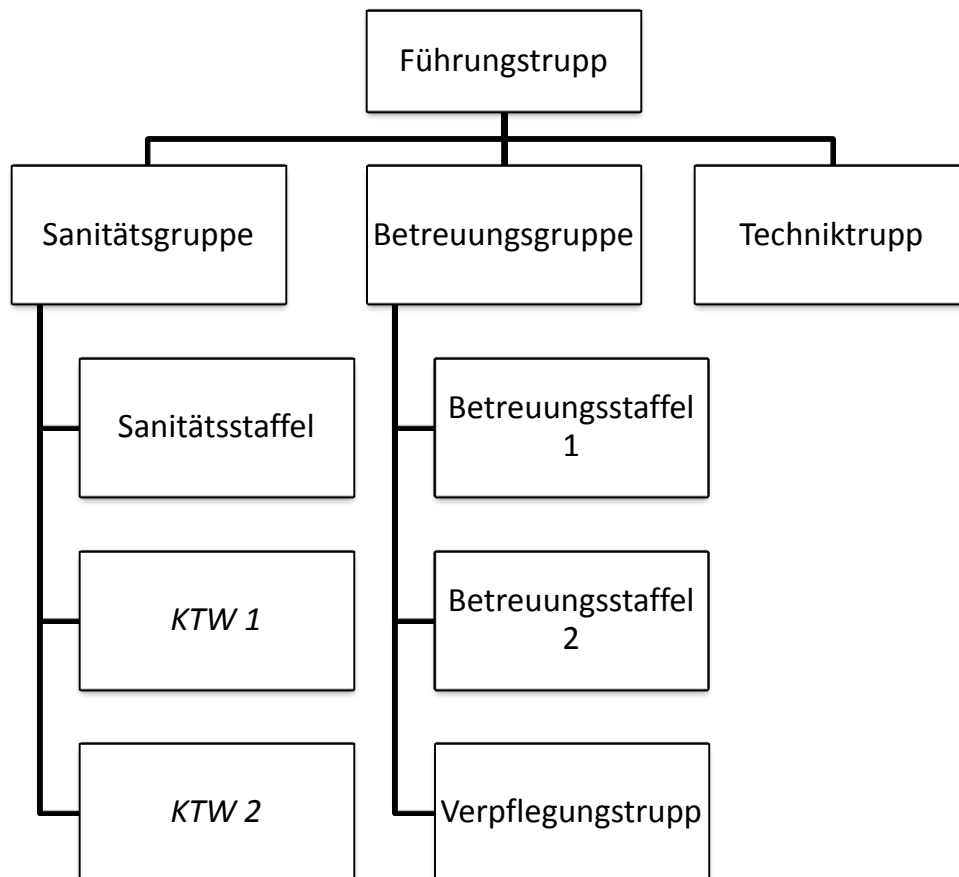 Führungstrupp
Sanitätsgruppe
Betreuungsgruppe
Techniktrupp
Sanitätsstaffel
Betreuungsstaffel
1
KTW 1
Betreuungsstaffel
2
KTW 2
Verpflegungstrupp